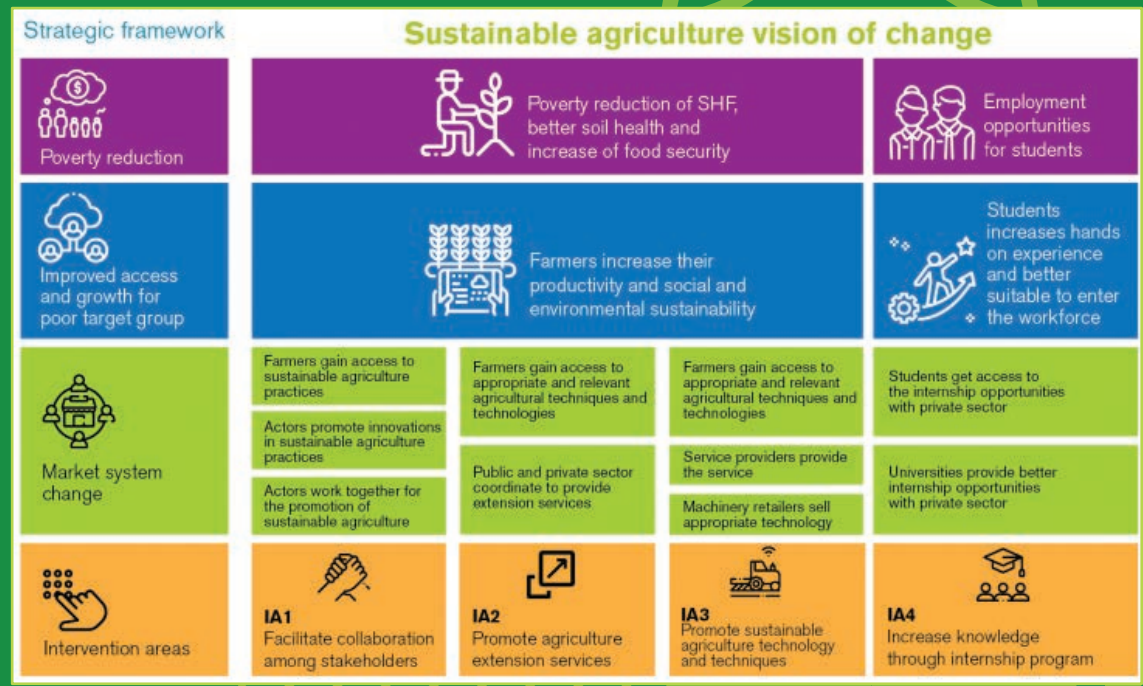 Strategic framework
Sustainable agriculture vision of change
$
Poverty reduction
Poverty reduction of SHF,
better soil health and
increase of food security
Employment
opportunities
for students
Improved access
and growth for
poor target group
Farmers increase their
productivity and social and
environmental sustainability
Students
increases hands
on experience
and better
suitable to enter
the workforce
Market system
change
Farmers gain access to
sustainable agriculture
practices
Actors promote innovations
in sustainable agriculture
practices
Actors work together for
the promotion of
sustainable agriculture
Farmers gain access to
appropriate and relevant
agricultural techniques and
technologies
Public and private sector
coordinate to provide
extension services
Farmers gain access to
appropriate and relevant
agricultural techniques and
technologies
Service providers provide
the service
Machinery retailers sell
appropriate technology
Students get access to
the internship opportunities
with private sector
Universities provide better
internship opportunities
with private sector
Intervention areas
IA1
Facilitate collaboration
among stakeholders
IA2
Promote agriculture
extension services
IA3
Promote sustainable
agriculture technology
and techniques
IA4
Increase knowledge
through internship program